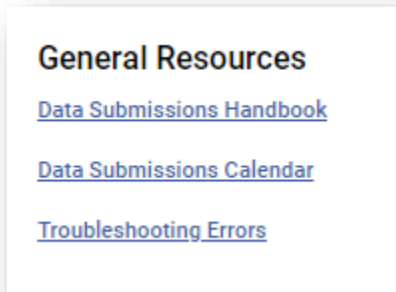 General Resources
Data Submissions Handbook
Data Submissions Calendar
Troubleshooting Errors